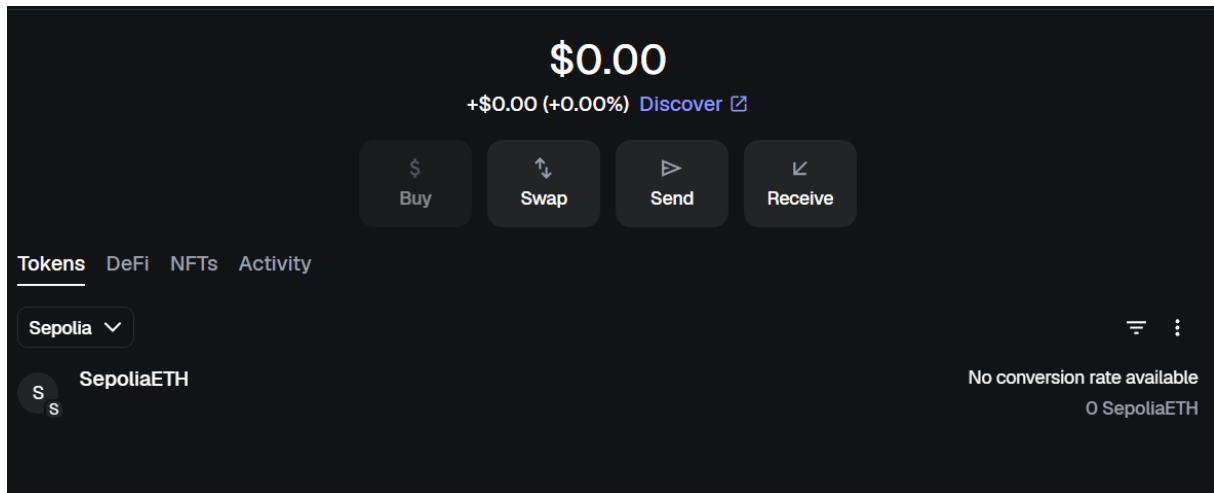 $0.00
+$0.00 (+0.00%) Discover
$
Buy
Swap
Send
Receive
Tokens DeFi NFTs Activity
Sepolia
S
S
SepoliaETH
No conversion rate available
0 SepoliaETH